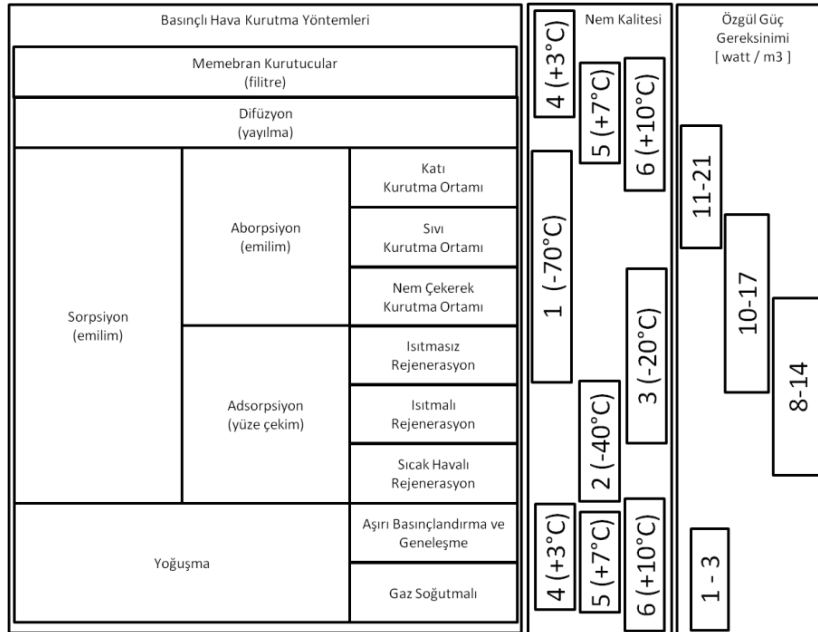 Basınçlı Hava Kurutma Yöntemleri
Nem Kalitesi
Özgül Güç
Gereksinimi
[ watt / m3 ]
Memebran Kurutucular
(filitre)
Difüzyon
(yayılma)
Sorpsiyon
(emilim)
Aborpsiyon
(emilim)
Katı
Kurutma Ortamı
Sıvı
Kurutma Ortamı
Nem Çekerek
Kurutma Ortamı
Adsorpsiyon
(yüze çekim)
Isıtmasız
Rejenerasyon
Isıtmalı
Rejenerasyon
Sıcak Havalı
Rejenerasyon
Yoğuşma
Aşırı Basınçlandırma ve
Geneleşme
Gaz Soğutmalı
4 (+3°C)
5 (+7°C)
6 (+10°C)
1 (-70°C)
3 (-20°C)
2 (-40°C)
4 (+3°C)
5 (+7°C)
6 (+10°C)
11-21
10-17
8-14
1 - 3